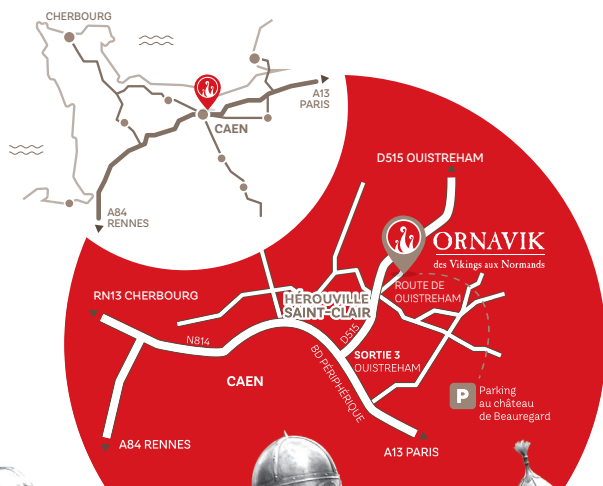 CHERBOURG
A13
PARIS
CAEN
A84
RENNES
D515 OUISTREHAM
ORNAVIK
des Vikings aux Normands
ROUTE DE
OUISTREHAM
RN13 CHERBOURG
HÉROUVILLE
SAINT-CLAIR
N814
D515
SORTIE 3
OUISTREHAM
BD PÉRIPHÉRIQUE
CAEN
P
Parking
au château
de Beauregard
A84 RENNES
A13 PARIS